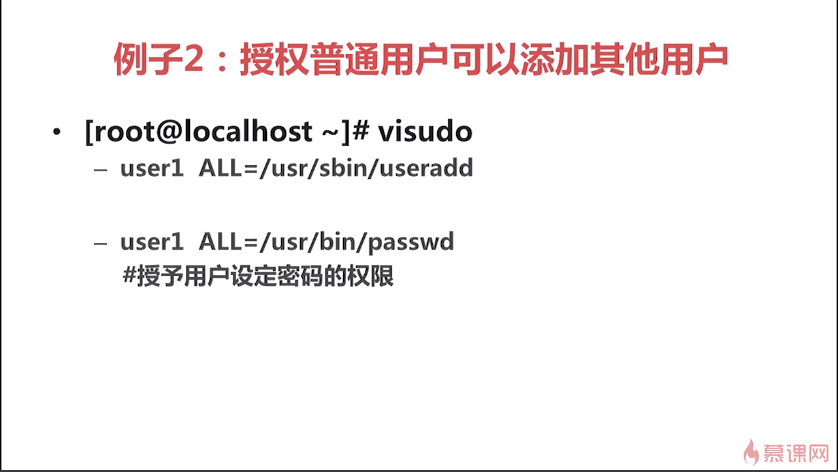 例子2：授权普通用户可以添加其他用户
• [root@localhost ~]# visudo
– user1 ALL=/usr/sbin/useradd
– user1 ALL=/usr/bin/passwd
#授予用户设定密码的权限
慕课网